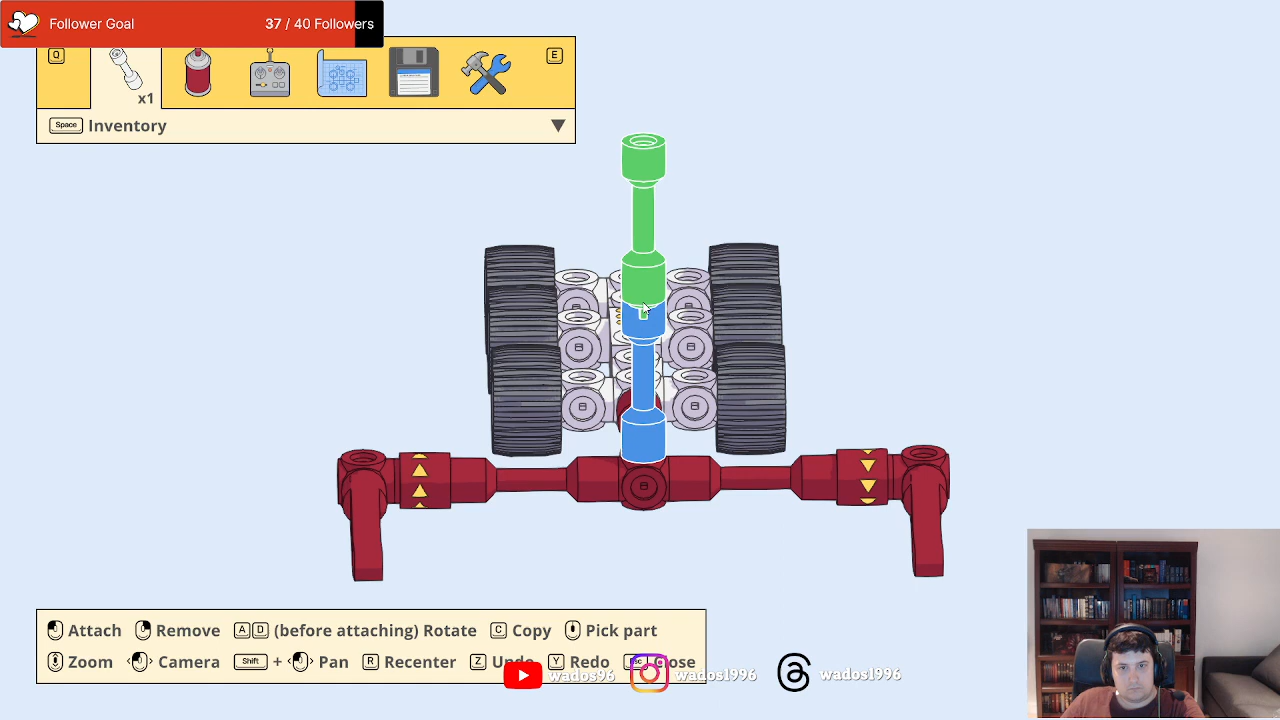 Follower Goal 37 / 40 Followers
Q E
x1
Space Inventory
Attach Remove A D (before attaching) Rotate C Copy Pick part
Zoom Camera Shift + Pan R Recenter Z Undo Y Redo
wados96 wados1996 wados1996